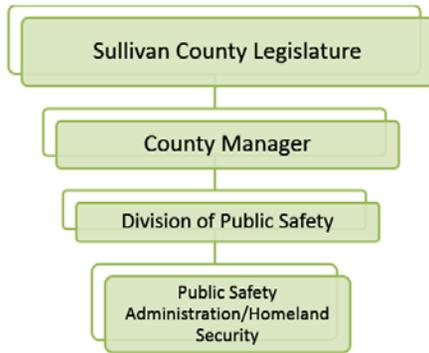 Sullivan County Legislature
County Manager
Division of Public Safety
Public Safety
Administration/Homeland
Security